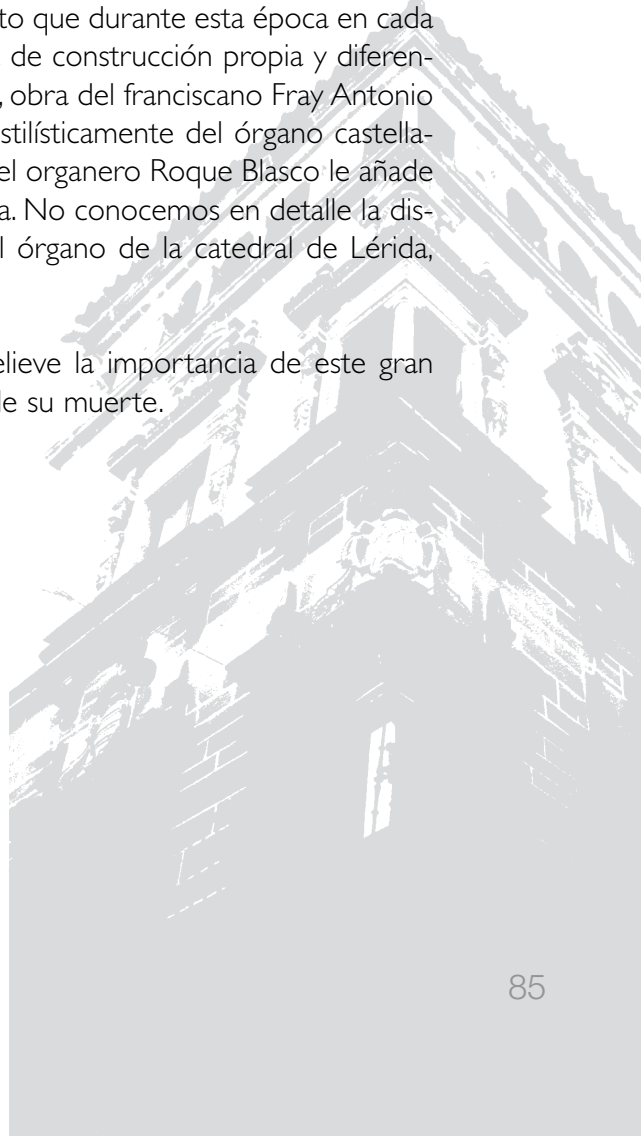 to que durante esta época en cada
de construcción propia y diferen-
, obra del franciscano Fray Antonio
stilísticamente del órgano castella-
el organero Roque Blasco le añade
a. No conocemos en detalle la dis-
l órgano de la catedral de Lérida,
elieve la importancia de este gran
de su muerte.
85